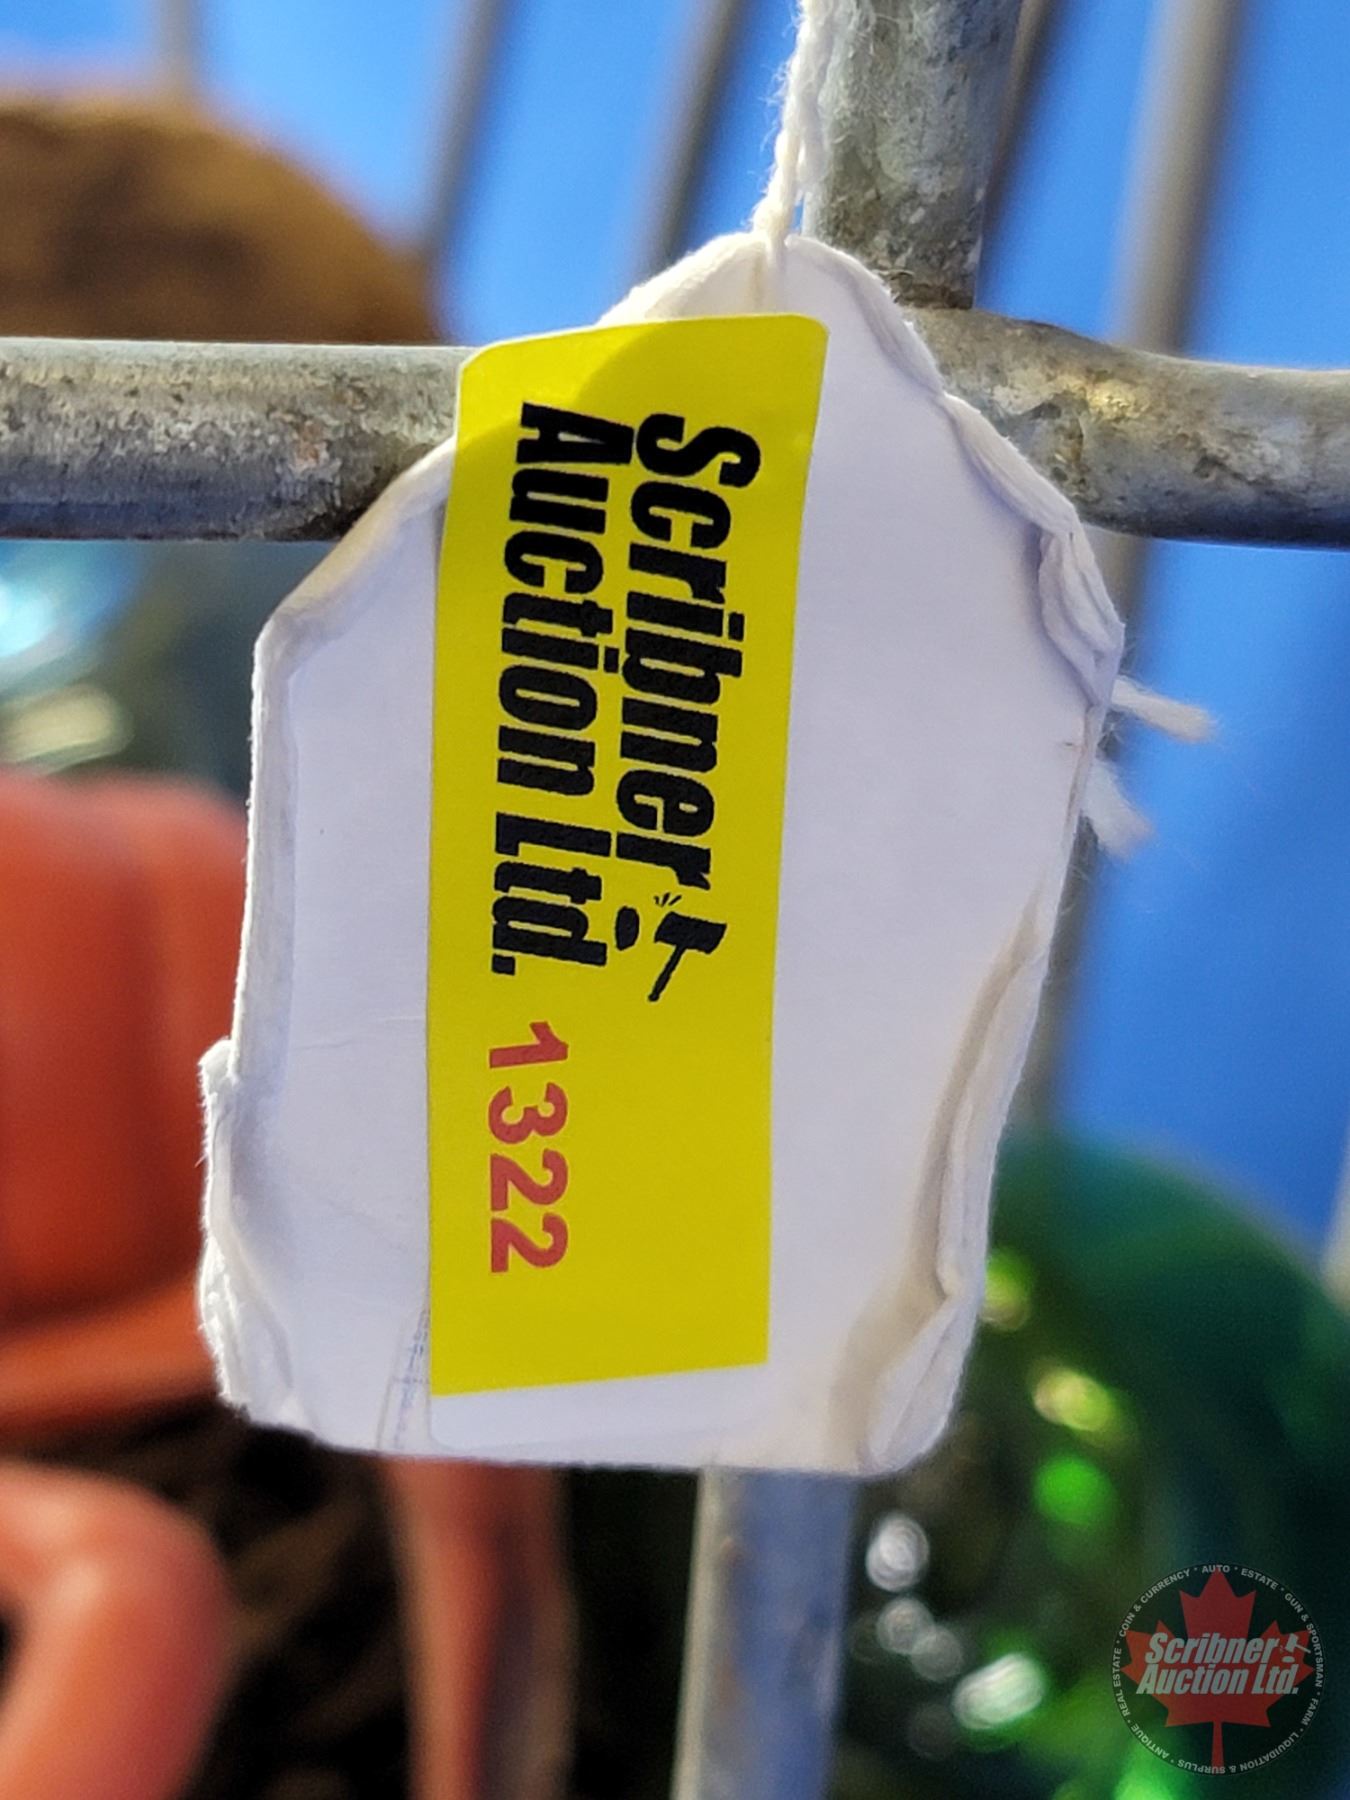 Scribner
Auction Ltd. 1322
COIN & CURRENCY · AUTO · ESTATE · GUN & SPORTSMAN · FARM · LIQUIDATION & SURPLUS · ANTIQUE · REAL ESTATE ·
Scribner
Auction Ltd.